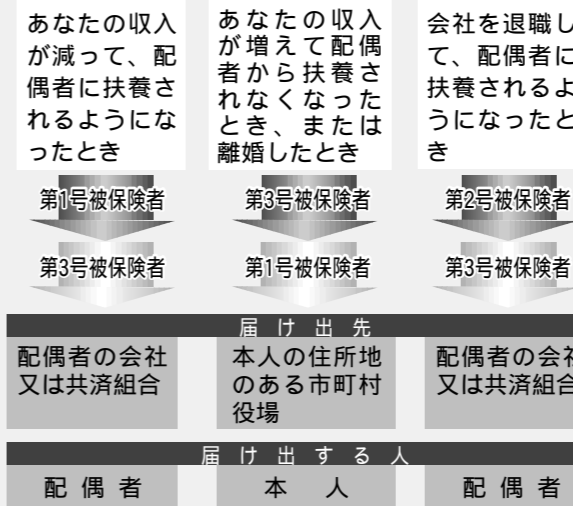 あなたの収入
が減って、配
偶者に扶養さ
れるようにな
ったとき
あなたの収入
が増えて配偶
者から扶養さ
れなくなった
とき、または
離婚したとき
会社を退職し
て、配偶者に
扶養されるよ
うになったと
き
第1号被保険者
第3号被保険者
第2号被保険者
第3号被保険者
第1号被保険者
第3号被保険者
届け出先
配偶者の会社
又は共済組合
本人の住所地
のある市町村
役場
配偶者の会社
又は共済組合
届け出する人
配偶者
本人
配偶者